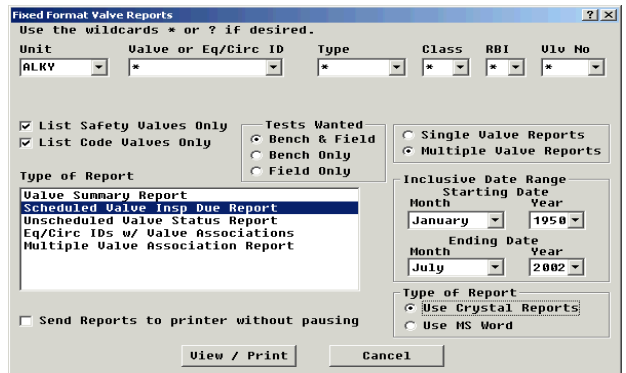 Fixed Format Valve Reports
Use the wildcards * or ? if desired.
Unit Valve or Eq/Circ ID Type Class RBI Vlv No
ALKY * * * * *
List Safety Valves Only
List Code Valves Only
Tests Wanted
Bench & Field
Bench Only
Field Only
Single Valve Reports
Multiple Valve Reports
Type of Report
Valve Summary Report
Scheduled Valve Insp Due Report
Unscheduled Valve Status Report
Eq/Circ IDs w/ Valve Associations
Multiple Valve Association Report
Inclusive Date Range
Starting Date
Month Year
January 1950
Ending Date
Month Year
July 2002
Type of Report
Use Crystal Reports
Use MS Word
Send Reports to printer without pausing
View / Print Cancel